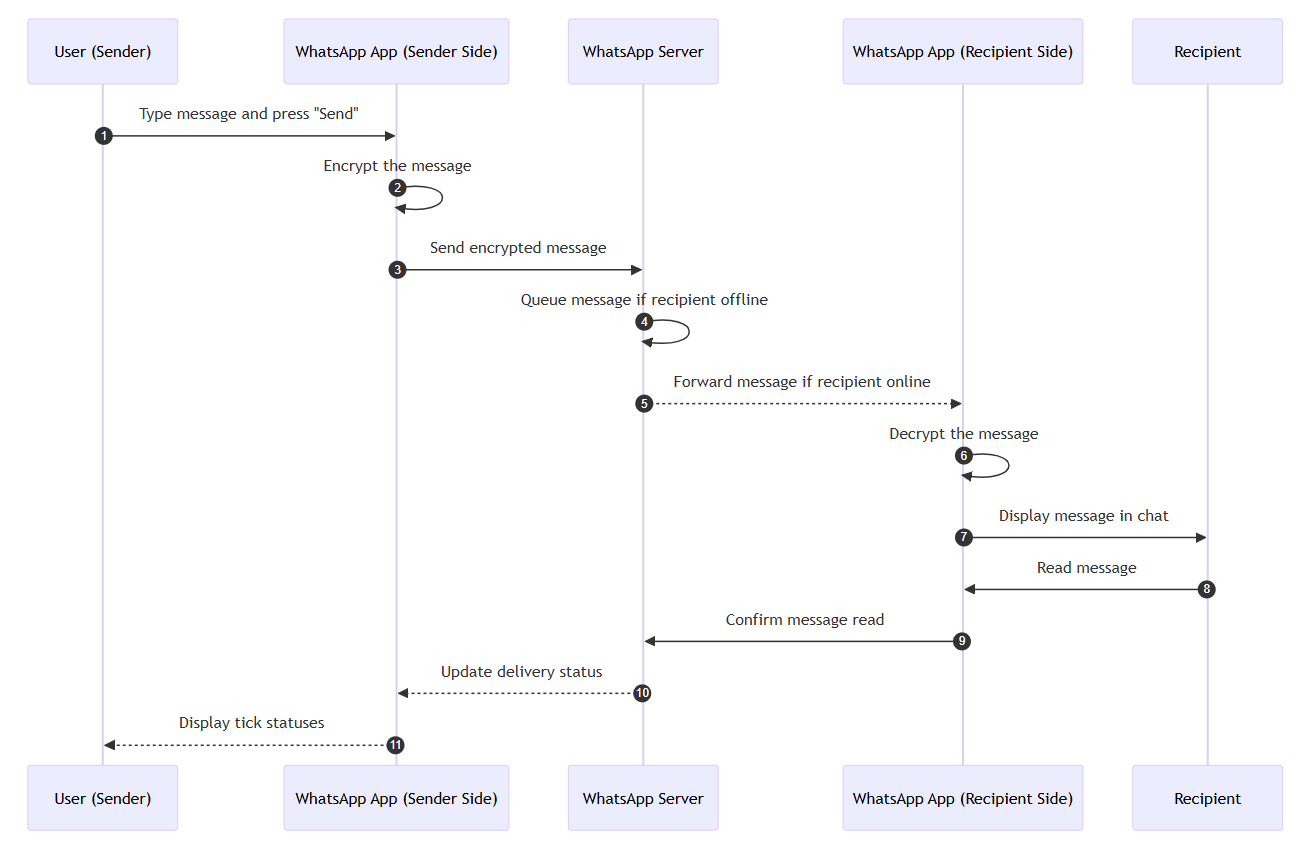 User (Sender)
WhatsApp App (Sender Side)
WhatsApp Server
WhatsApp App (Recipient Side)
Recipient
Type message and press "Send"
1
Encrypt the message
2
Send encrypted message
3
Queue message if recipient offline
4
Forward message if recipient online
5
Decrypt the message
6
Display message in chat
7
Read message
8
Confirm message read
9
Update delivery status
10
Display tick statuses
11
User (Sender)
WhatsApp App (Sender Side)
WhatsApp Server
WhatsApp App (Recipient Side)
Recipient